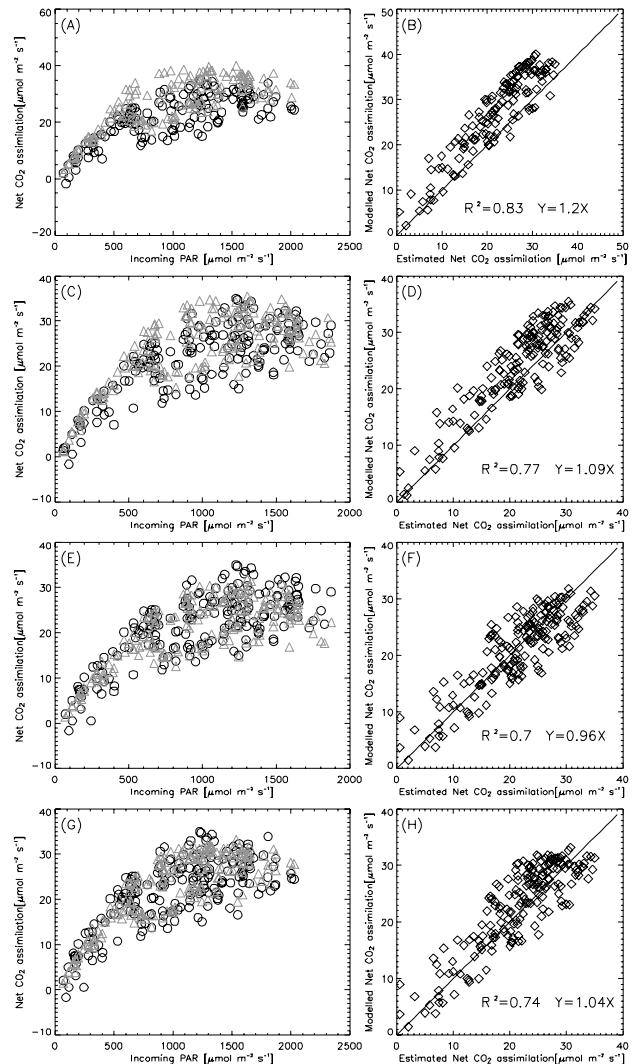 (A)
Net CO₂ assimilation[μmol m⁻² s⁻¹]
60
40
20
0
−20
0 500 1000 1500 2000 2500
Incoming PAR [μmol m⁻² s⁻¹]
(B)
Modelled Net CO₂ assimilation[μmol m⁻² s⁻¹]
50
40
30
20
10
0
R²=0.83 Y=1.2X
0 10 20 30 40 50
Estimated Net CO₂ assimilation[μmol m⁻² s⁻¹]
(C)
Net CO₂ assimilation[μmol m⁻² s⁻¹]
40
30
20
10
0
−10
0 500 1000 1500 2000
Incoming PAR [μmol m⁻² s⁻¹]
(D)
Modelled Net CO₂ assimilation[μmol m⁻² s⁻¹]
40
30
20
10
0
R²=0.77 Y=1.09X
0 10 20 30 40
Estimated Net CO₂ assimilation[μmol m⁻² s⁻¹]
(E)
Net CO₂ assimilation[μmol m⁻² s⁻¹]
40
30
20
10
0
−10
0 500 1000 1500 2000
Incoming PAR [μmol m⁻² s⁻¹]
(F)
Modelled Net CO₂ assimilation[μmol m⁻² s⁻¹]
40
30
20
10
0
R²=0.7 Y=0.96X
0 10 20 30 40
Estimated Net CO₂ assimilation[μmol m⁻² s⁻¹]
(G)
Net CO₂ assimilation[μmol m⁻² s⁻¹]
40
30
20
10
0
−10
0 500 1000 1500 2000 2500
Incoming PAR [μmol m⁻² s⁻¹]
(H)
Modelled Net CO₂ assimilation[μmol m⁻² s⁻¹]
40
30
20
10
0
R²=0.74 Y=1.04X
0 10 20 30 40
Estimated Net CO₂ assimilation[μmol m⁻² s⁻¹]